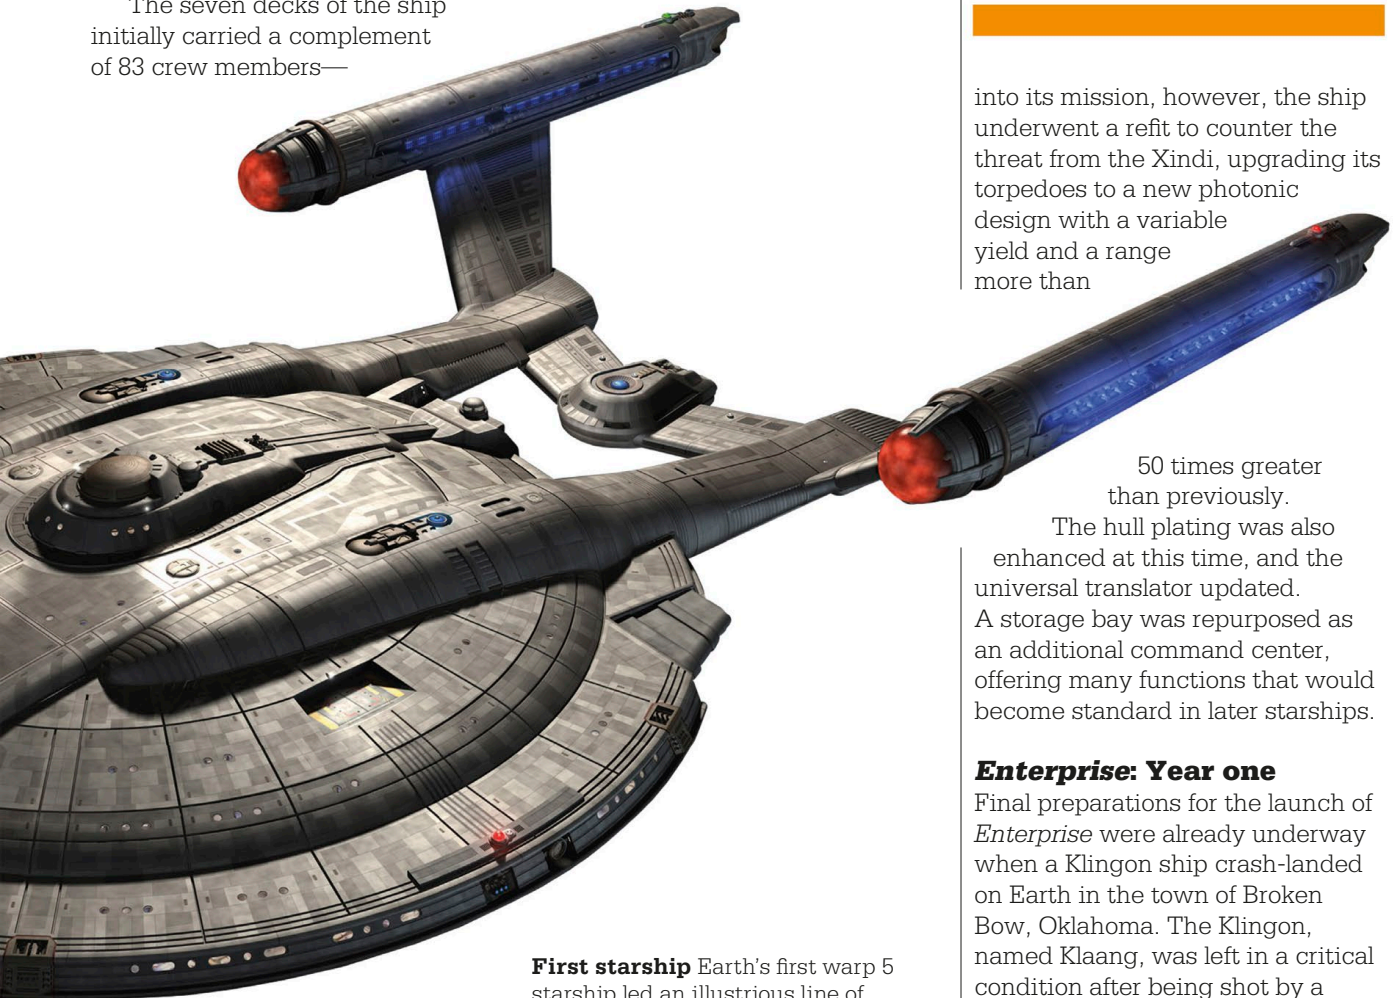 The seven decks of the ship
initially carried a complement
of 83 crew members—
First starship Earth's first warp 5
starship led an illustrious line of
into its mission, however, the ship
underwent a refit to counter the
threat from the Xindi, upgrading its
torpedoes to a new photonic
design with a variable
yield and a range
more than
50 times greater
than previously.
The hull plating was also
enhanced at this time, and the
universal translator updated.
A storage bay was repurposed as
an additional command center,
offering many functions that would
become standard in later starships.
Enterprise: Year one
Final preparations for the launch of
Enterprise were already underway
when a Klingon ship crash-landed
on Earth in the town of Broken
Bow, Oklahoma. The Klingon,
named Klaang, was left in a critical
condition after being shot by a